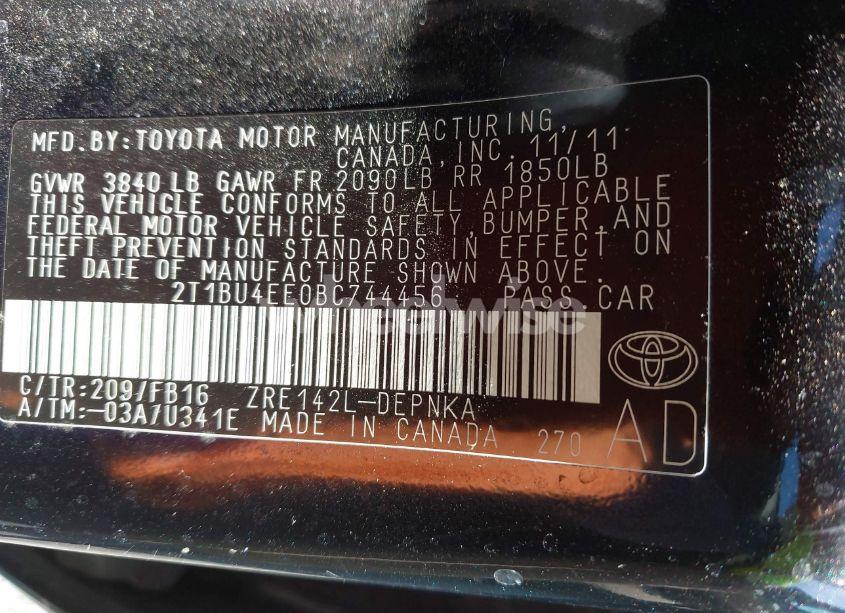 MFD. BY: TOYOTA MOTOR MANUFACTURING,
CANADA, INC. 11/11
GVWR 3840 LB GAWR FR 2090LB RR 1850LB
THIS VEHICLE CONFORMS TO ALL APPLICABLE
FEDERAL MOTOR VEHICLE SAFETY, BUMPER, AND
THEFT PREVENTION STANDARDS IN EFFECT ON
THE DATE OF MANUFACTURE SHOWN ABOVE.
2T1BU4EE0BC744456 PASS CAR
wheelwise
C/TR: 209/FB16 ZRE142L-DEPNKA
A/TM: -03A/U341E MADE IN CANADA 270 AD